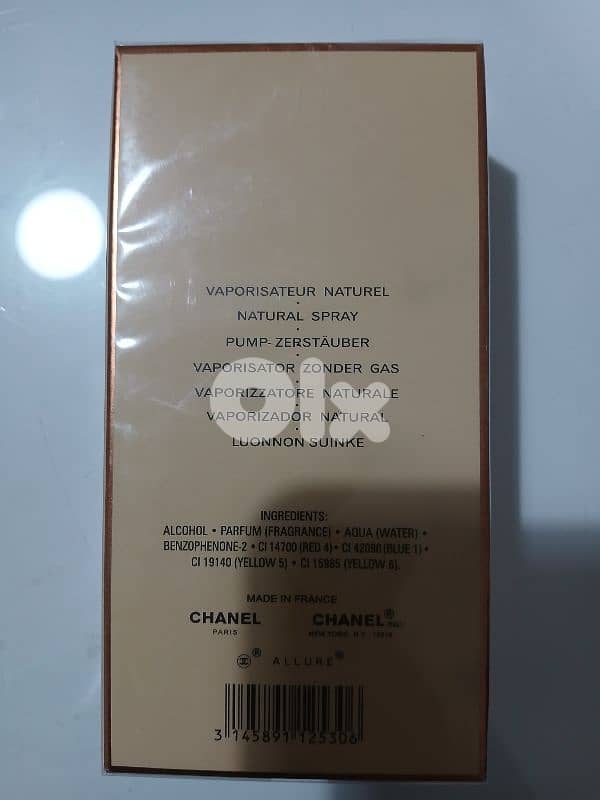 VAPORISATEUR NATUREL
•
NATURAL SPRAY
•
PUMP-ZERSTÄUBER
•
VAPORISATOR ZONDER GAS
•
VAPORIZZATORE NATURALE
•
VAPORIZADOR NATURAL
•
LUONNON SUINKE
olx
INGREDIENTS:
ALCOHOL • PARFUM (FRAGRANCE) • AQUA (WATER) •
BENZOPHENONE-2 • CI 14700 (RED 4) • CI 42090 (BLUE 1) •
CI 19140 (YELLOW 5) • CI 15985 (YELLOW 6).
MADE IN FRANCE
CHANEL CHANEL®
PARIS NEW YORK, N.Y.
® ALLURE®
3 145891 125306